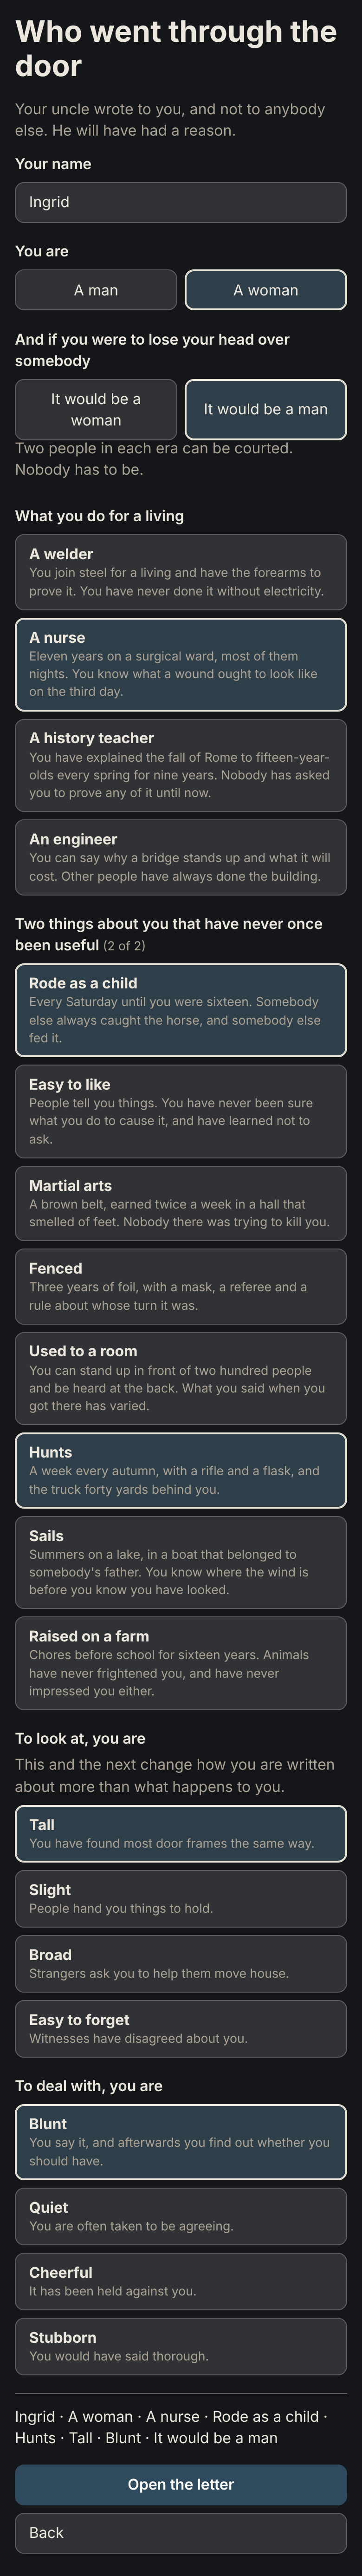 Who went through the
door
Your uncle wrote to you, and not to anybody
else. He will have had a reason.
Your name
Ingrid
You are
A man
A woman
And if you were to lose your head over
somebody
It would be a
woman
It would be a man
Two people in each era can be courted.
Nobody has to be.
What you do for a living
A welder
You join steel for a living and have the forearms to
prove it. You have never done it without electricity.
A nurse
Eleven years on a surgical ward, most of them
nights. You know what a wound ought to look like
on the third day.
A history teacher
You have explained the fall of Rome to fifteen-year-
olds every spring for nine years. Nobody has asked
you to prove any of it until now.
An engineer
You can say why a bridge stands up and what it will
cost. Other people have always done the building.
Two things about you that have never once
been useful (2 of 2)
Rode as a child
Every Saturday until you were sixteen. Somebody
else always caught the horse, and somebody else
fed it.
Easy to like
People tell you things. You have never been sure
what you do to cause it, and have learned not to
ask.
Martial arts
A brown belt, earned twice a week in a hall that
smelled of feet. Nobody there was trying to kill you.
Fenced
Three years of foil, with a mask, a referee and a
rule about whose turn it was.
Used to a room
You can stand up in front of two hundred people
and be heard at the back. What you said when you
got there has varied.
Hunts
A week every autumn, with a rifle and a flask, and
the truck forty yards behind you.
Sails
Summers on a lake, in a boat that belonged to
somebody's father. You know where the wind is
before you know you have looked.
Raised on a farm
Chores before school for sixteen years. Animals
have never frightened you, and have never
impressed you either.
To look at, you are
This and the next change how you are written
about more than what happens to you.
Tall
You have found most door frames the same way.
Slight
People hand you things to hold.
Broad
Strangers ask you to help them move house.
Easy to forget
Witnesses have disagreed about you.
To deal with, you are
Blunt
You say it, and afterwards you find out whether you
should have.
Quiet
You are often taken to be agreeing.
Cheerful
It has been held against you.
Stubborn
You would have said thorough.
Ingrid · A woman · A nurse · Rode as a child ·
Hunts · Tall · Blunt · It would be a man
Open the letter
Back